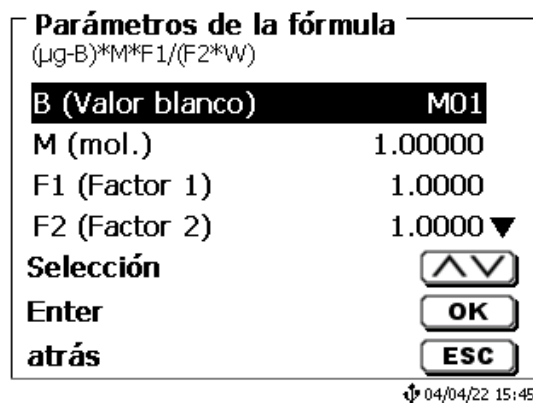 Parámetros de la fórmula
(µg-B)*M*F1/(F2*W)
B (Valor blanco) M01
M (mol.) 1.00000
F1 (Factor 1) 1.0000
F2 (Factor 2) 1.0000
Selección
Enter OK
atrás ESC
04/04/22 15:45